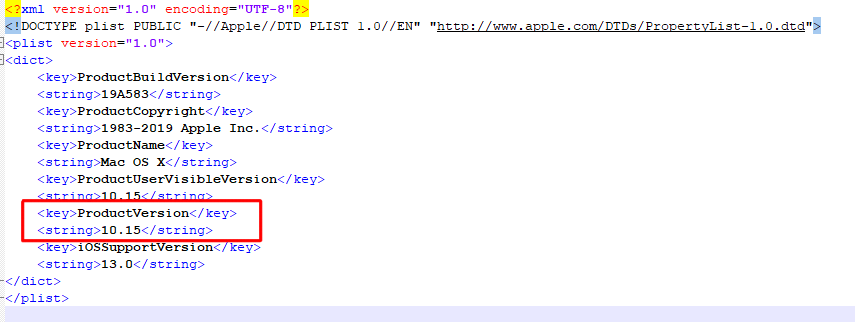 <?xml version="1.0" encoding="UTF-8"?>
<!DOCTYPE plist PUBLIC "-//Apple//DTD PLIST 1.0//EN" "http://www.apple.com/DTDs/PropertyList-1.0.dtd">
<plist version="1.0">
<dict>
<key>ProductBuildVersion</key>
<string>19A583</string>
<key>ProductCopyright</key>
<string>1983-2019 Apple Inc.</string>
<key>ProductName</key>
<string>Mac OS X</string>
<key>ProductUserVisibleVersion</key>
<string>10.15</string>
<key>ProductVersion</key>
<string>10.15</string>
<key>iOSSupportVersion</key>
<string>13.0</string>
</dict>
</plist>